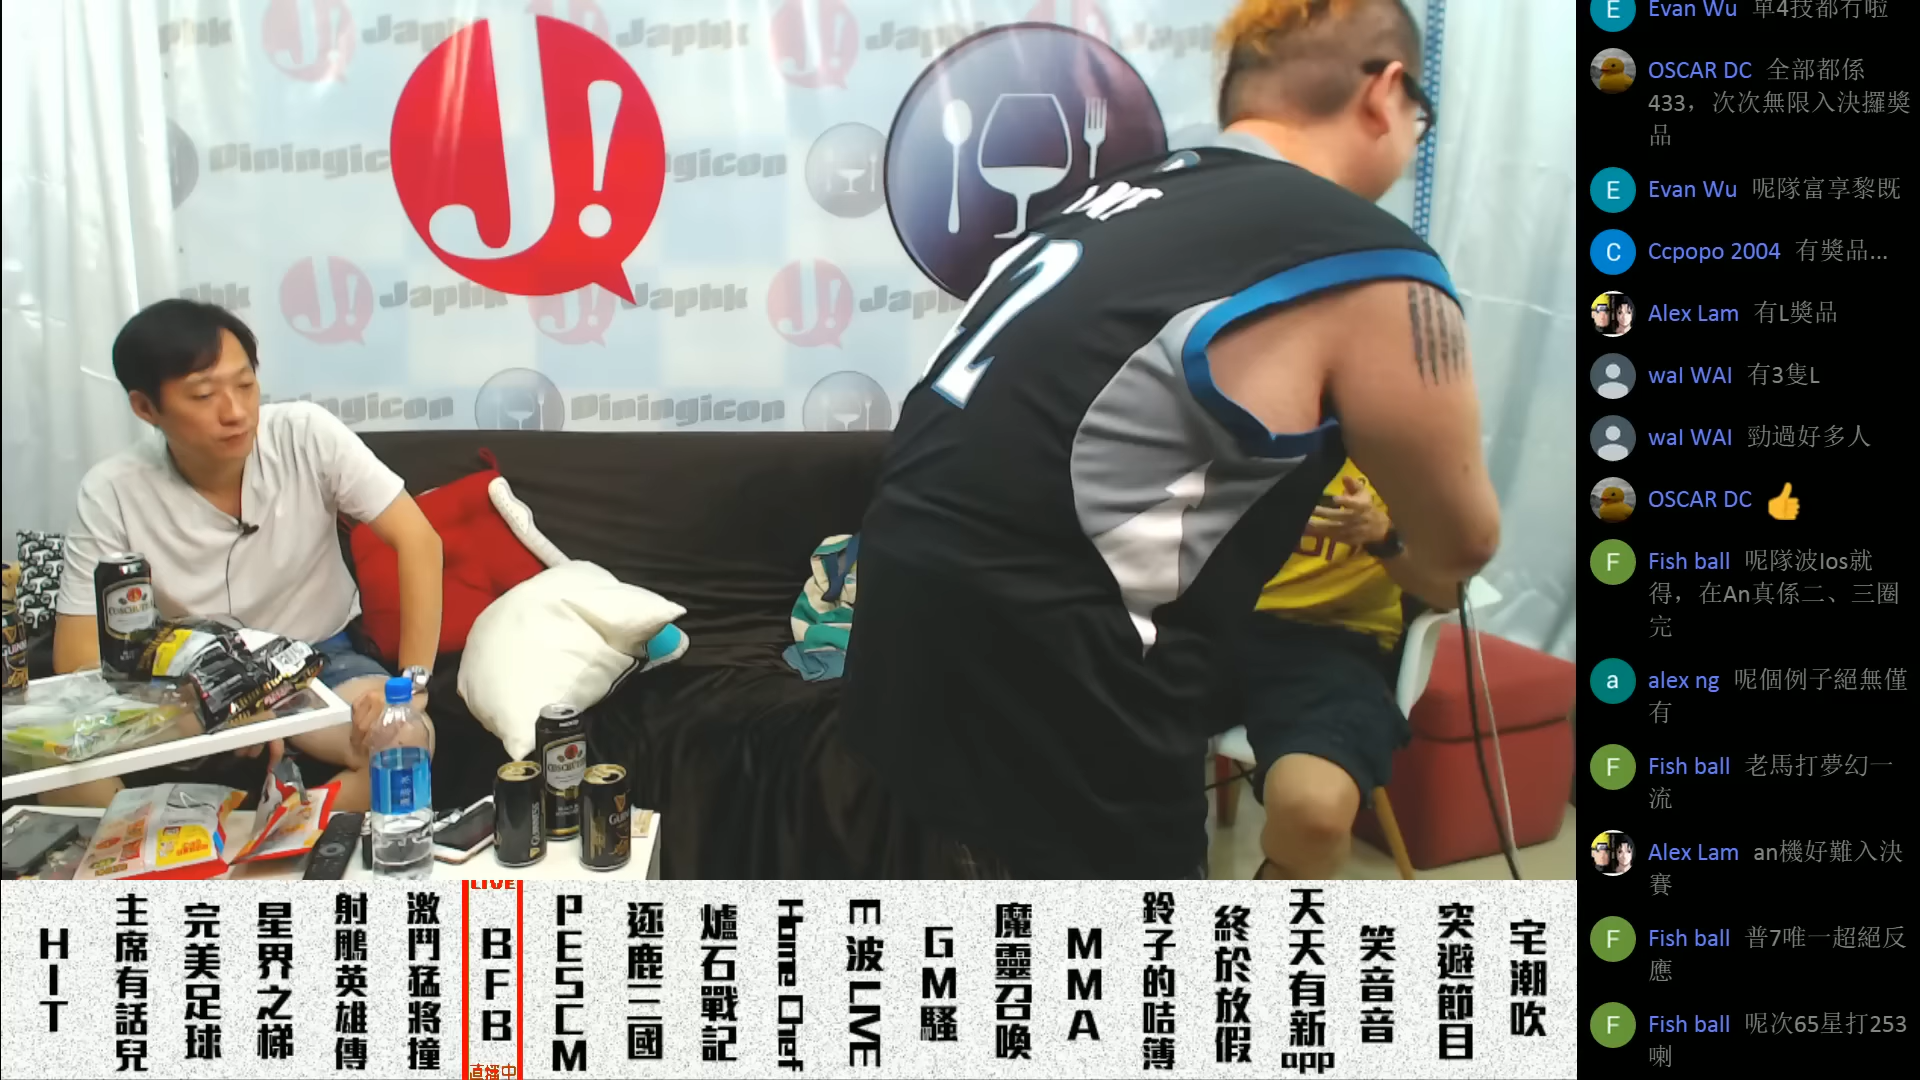 J!
Japhk
Japhk
Diningicon
Japhk
Japhk
Diningicon
12
GUINNESS
HIT
主席有話兒
完美足球
星界之梯
射鵰英雄傳
激鬥猛將撞
LIVE
BFB
直播中
PESCM
逐鹿三國
爐石戰記
Home Chef
E波LIVE
GM騷
魔靈召喚
MMA
鈴子的咭簿
終於放假
天天有新app
笑音音
突避節目
宅潮吹
E Evan Wu 單4技都冇啦
OSCAR DC 全部都係
433，次次無限入決攞獎
品
E Evan Wu 呢隊富享黎既
C Ccpopo 2004 有獎品...
Alex Lam 有L獎品
wal WAI 有3隻L
wal WAI 勁過好多人
OSCAR DC 👍
F Fish ball 呢隊波Ios就
得，在An真係二、三圈
完
a alex ng 呢個例子絕無僅
有
F Fish ball 老馬打夢幻一
流
Alex Lam an機好難入決
賽
F Fish ball 普7唯一超絕反
應
F Fish ball 呢次65星打253
喇